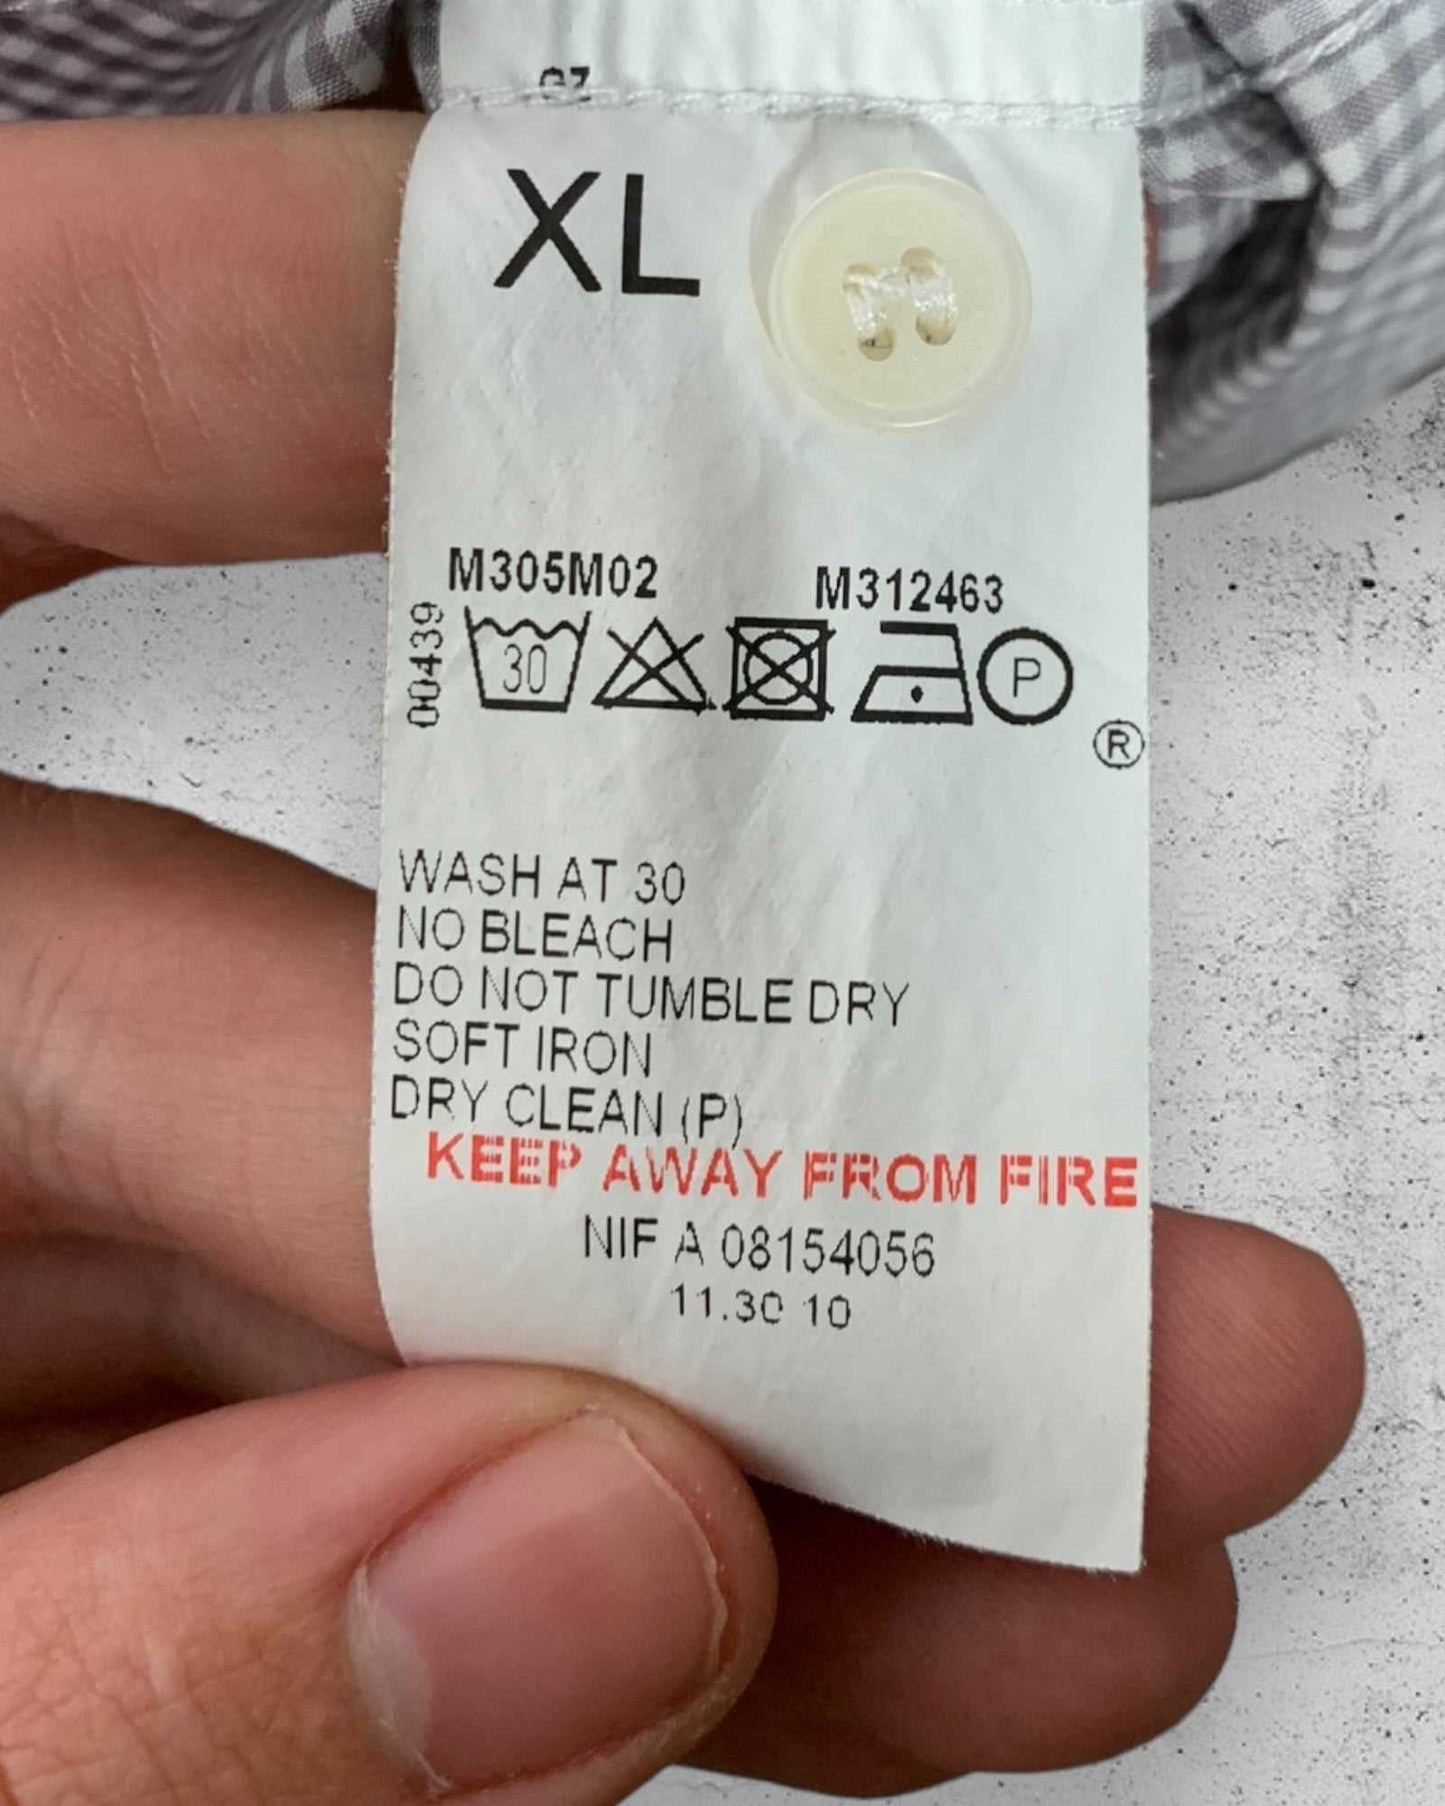 XL
M305M02 M312463
00439
30 P
®
WASH AT 30
NO BLEACH
DO NOT TUMBLE DRY
SOFT IRON
DRY CLEAN (P)
KEEP AWAY FROM FIRE
NIF A 08154056
11.30 10